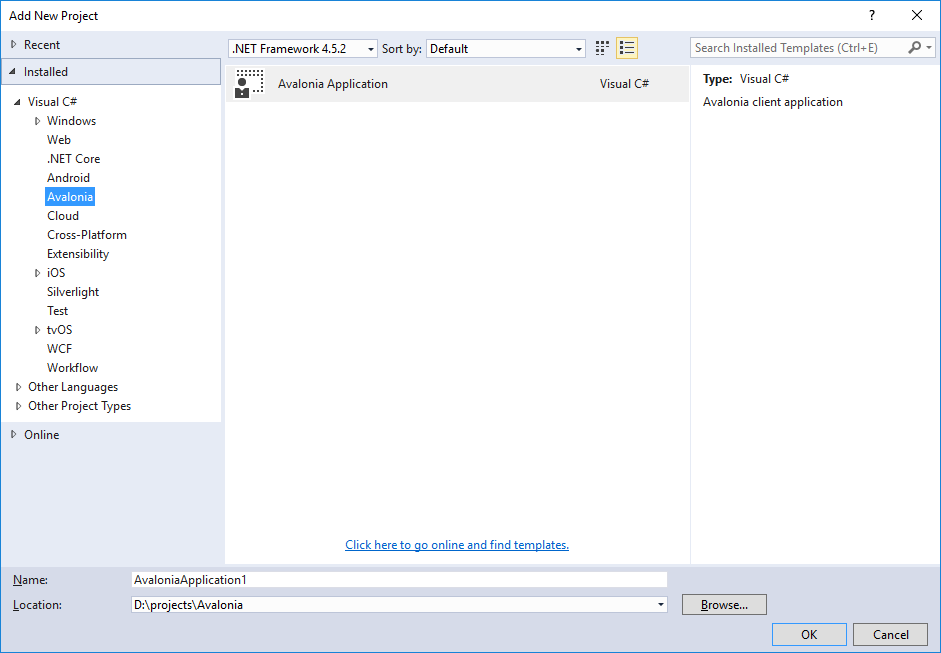 Add New Project
?
Recent
.NET Framework 4.5.2
Sort by:
Default
Search Installed Templates (Ctrl+E)
Installed
Visual C#
Windows
Web
.NET Core
Android
Avalonia
Cloud
Cross-Platform
Extensibility
iOS
Silverlight
Test
tvOS
WCF
Workflow
Other Languages
Other Project Types
Online
Avalonia Application
Visual C#
Click here to go online and find templates.
Type: Visual C#
Avalonia client application
Name:
AvaloniaApplication1
Location:
D:\projects\Avalonia
Browse...
OK
Cancel